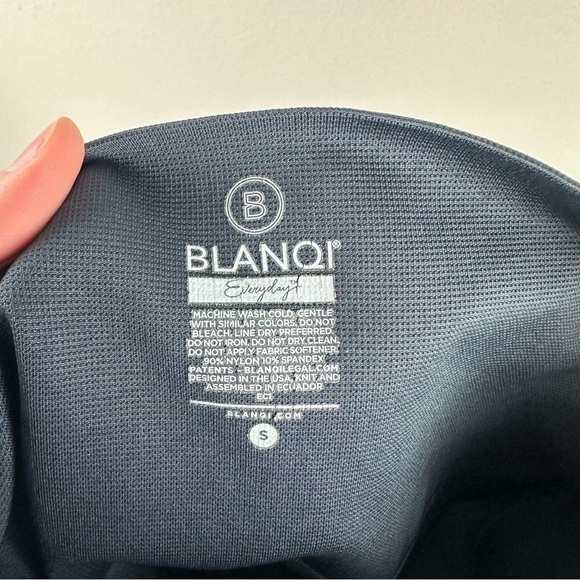 B
BLANQI®
Everyday™
MACHINE WASH COLD, GENTLE
WITH SIMILAR COLORS. DO NOT
BLEACH. LINE DRY PREFERRED.
DO NOT IRON. DO NOT DRY CLEAN.
DO NOT APPLY FABRIC SOFTENER.
90% NYLON 10% SPANDEX
PATENTS – BLANQILEGAL.COM
DESIGNED IN THE USA, KNIT AND
ASSEMBLED IN ECUADOR
EC1
BLANQI.COM
S